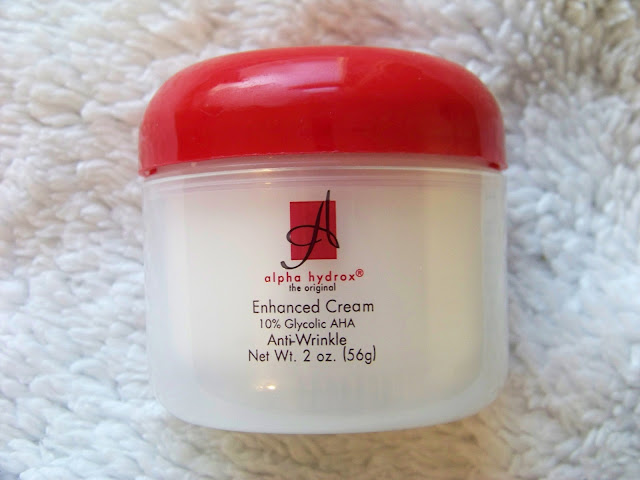 A
alpha hydrox®
the original
Enhanced Cream
10% Glycolic AHA
Anti-Wrinkle
Net Wt. 2 oz. (56g)